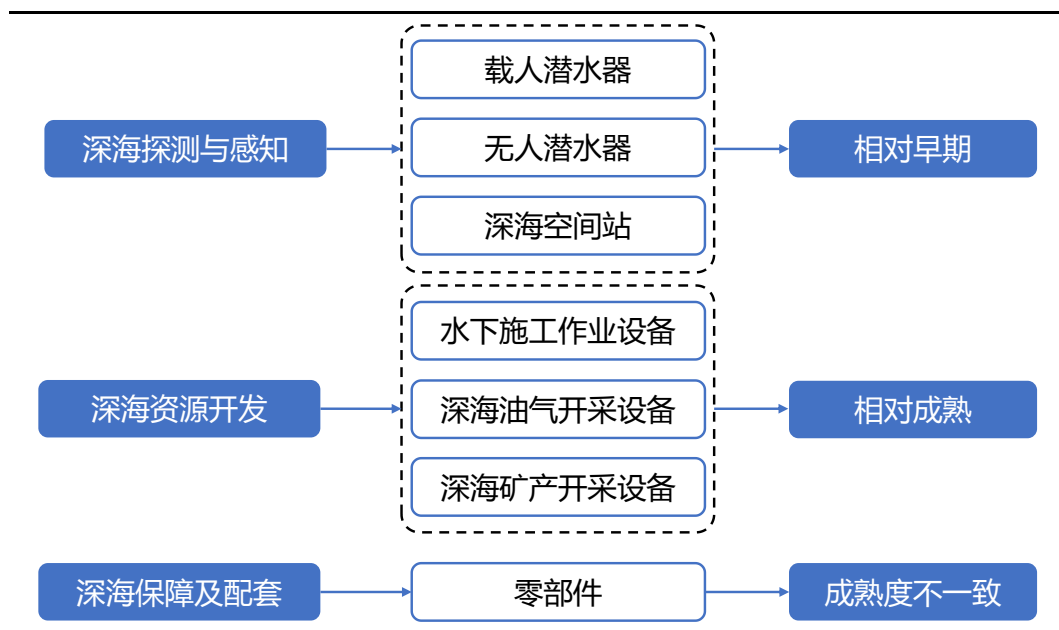 深海探测与感知
载人潜水器
无人潜水器
深海空间站
相对早期
深海资源开发
水下施工作业设备
深海油气开采设备
深海矿产开采设备
相对成熟
深海保障及配套
零部件
成熟度不一致